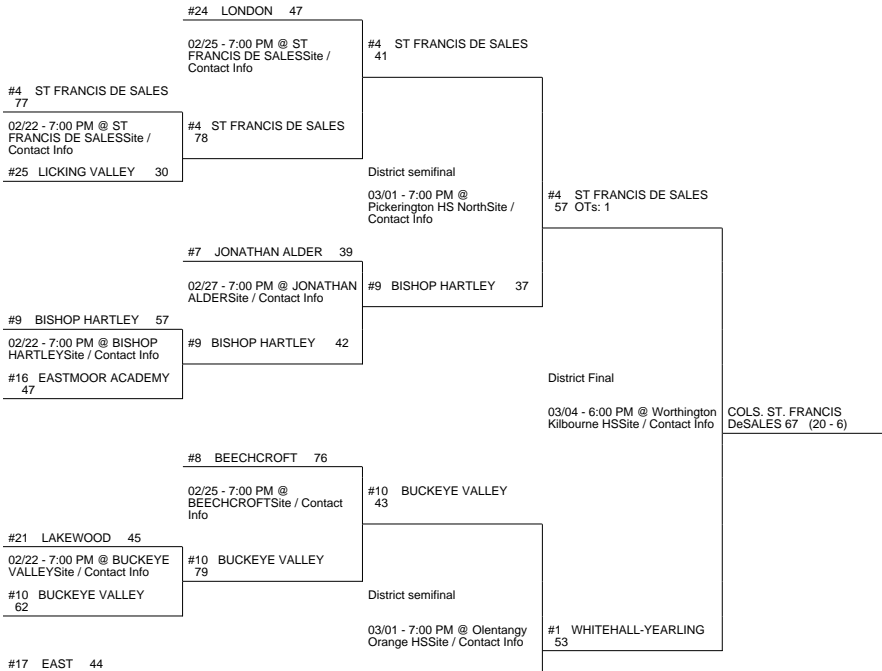 #24 LONDON 47
02/25 - 7:00 PM @ ST
FRANCIS DE SALESSite /
Contact Info
#4 ST FRANCIS DE SALES
41
#4 ST FRANCIS DE SALES
77
02/22 - 7:00 PM @ ST
FRANCIS DE SALESSite /
Contact Info
#4 ST FRANCIS DE SALES
78
#25 LICKING VALLEY 30
District semifinal
03/01 - 7:00 PM @
Pickerington HS NorthSite /
Contact Info
#4 ST FRANCIS DE SALES
57 OTs: 1
#7 JONATHAN ALDER 39
02/27 - 7:00 PM @ JONATHAN
ALDERSite / Contact Info
#9 BISHOP HARTLEY 37
#9 BISHOP HARTLEY 57
02/22 - 7:00 PM @ BISHOP
HARTLEYSite / Contact Info
#9 BISHOP HARTLEY 42
#16 EASTMOOR ACADEMY
47
District Final
03/04 - 6:00 PM @ Worthington
Kilbourne HSSite / Contact Info
COLS. ST. FRANCIS
DeSALES 67 (20 - 6)
#8 BEECHCROFT 76
02/25 - 7:00 PM @
BEECHCROFTSite / Contact
Info
#10 BUCKEYE VALLEY
43
#21 LAKEWOOD 45
02/22 - 7:00 PM @ BUCKEYE
VALLEYSite / Contact Info
#10 BUCKEYE VALLEY
79
#10 BUCKEYE VALLEY
62
District semifinal
03/01 - 7:00 PM @ Olentangy
Orange HSSite / Contact Info
#1 WHITEHALL-YEARLING
53
#17 EAST 44